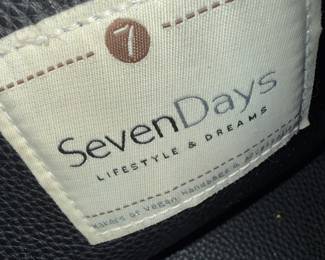 7
SevenDays
LIFESTYLE & DREAMS
Makers of Vegan Handbags &